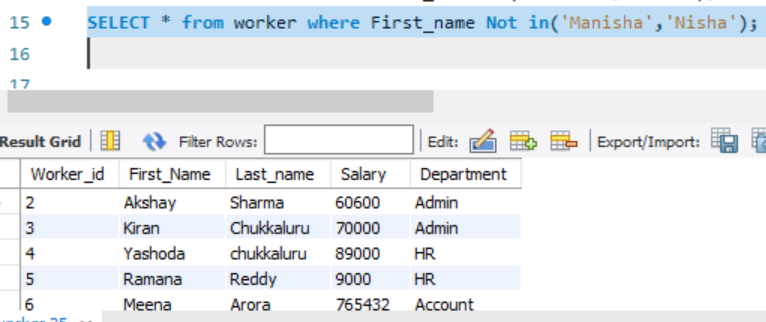 15 SELECT * from worker where First_name Not in('Manisha','Nisha');
16
17
Result Grid Filter Rows: Edit: Export/Import:
Worker_id First_Name Last_name Salary Department
2 Akshay Sharma 60600 Admin
3 Kiran Chukkaluru 70000 Admin
4 Yashoda chukkaluru 89000 HR
5 Ramana Reddy 9000 HR
6 Meena Arora 765432 Account